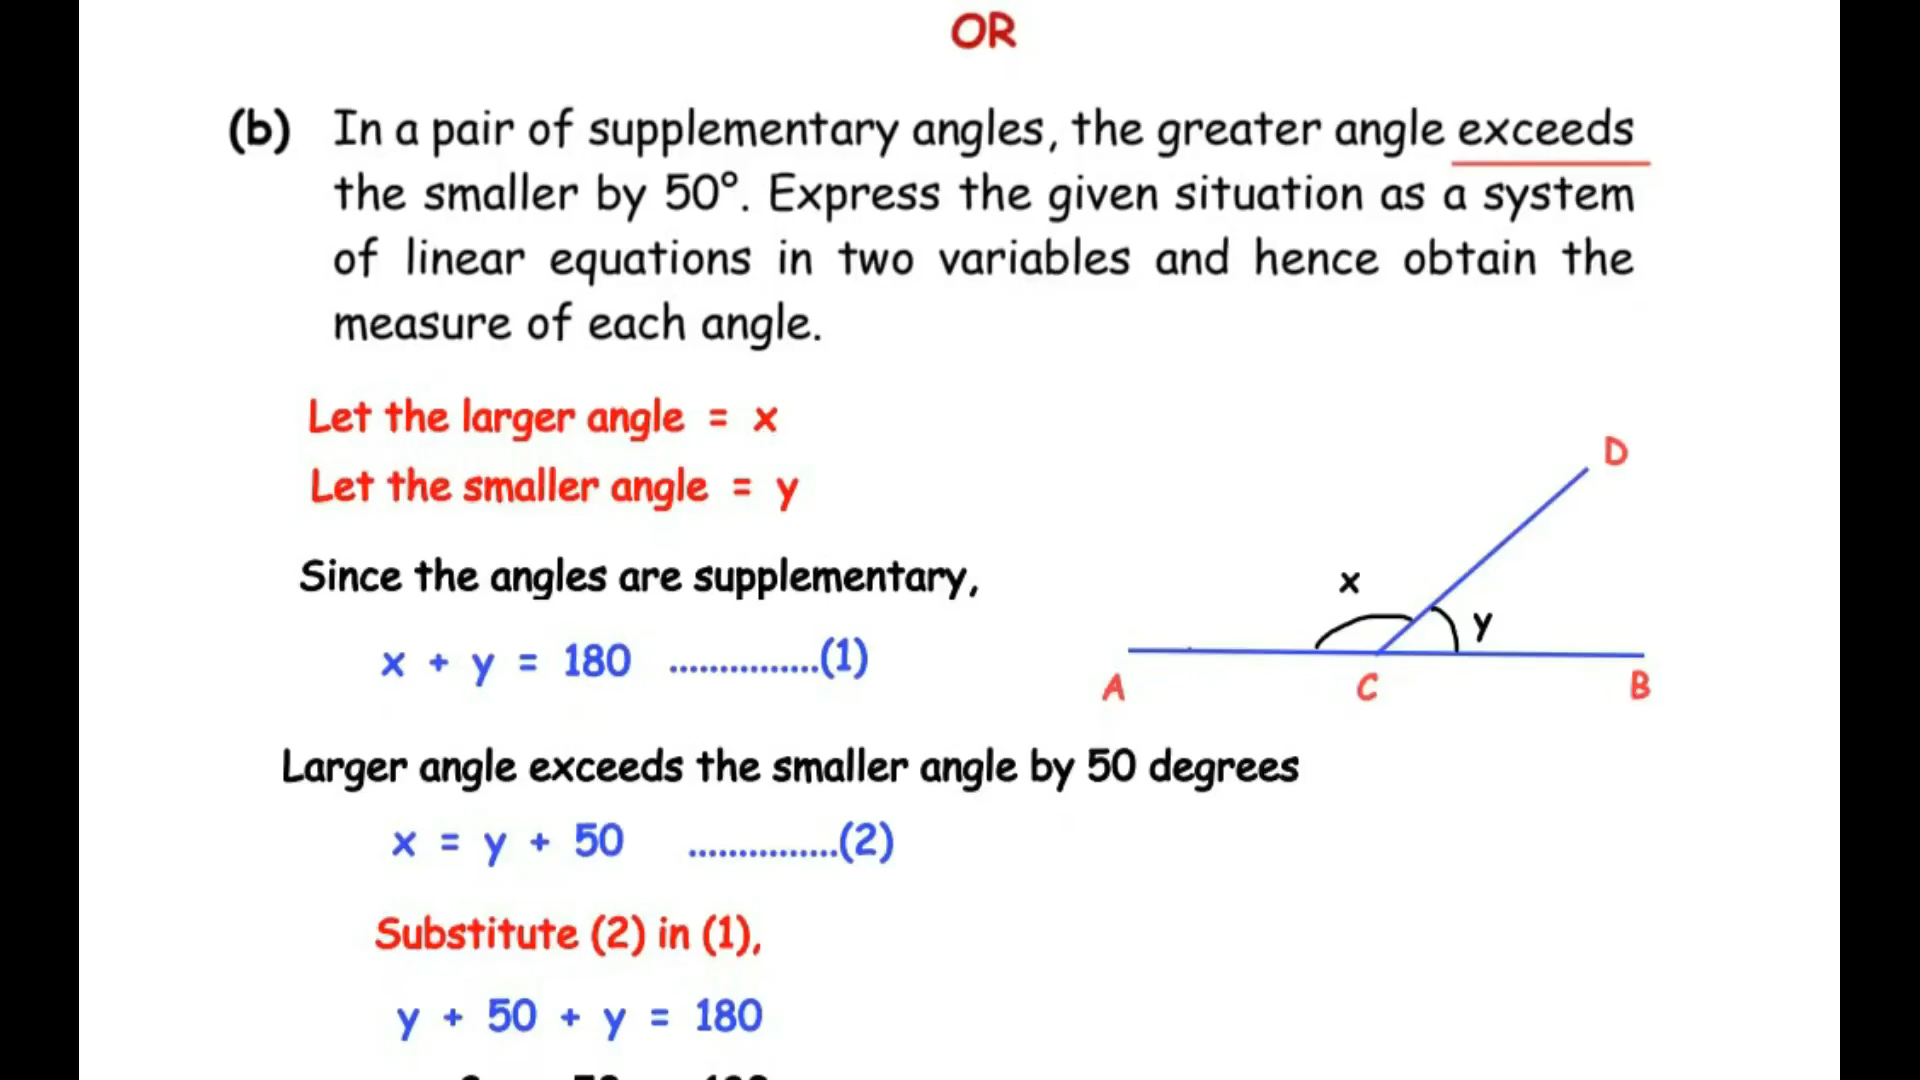 OR
(b) In a pair of supplementary angles, the greater angle exceeds
the smaller by 50°. Express the given situation as a system
of linear equations in two variables and hence obtain the
measure of each angle.
Let the larger angle = x
Let the smaller angle = y
Since the angles are supplementary,
x + y = 180 ...............(1)
D
x
y
A C B
Larger angle exceeds the smaller angle by 50 degrees
x = y + 50 ...............(2)
Substitute (2) in (1),
y + 50 + y = 180